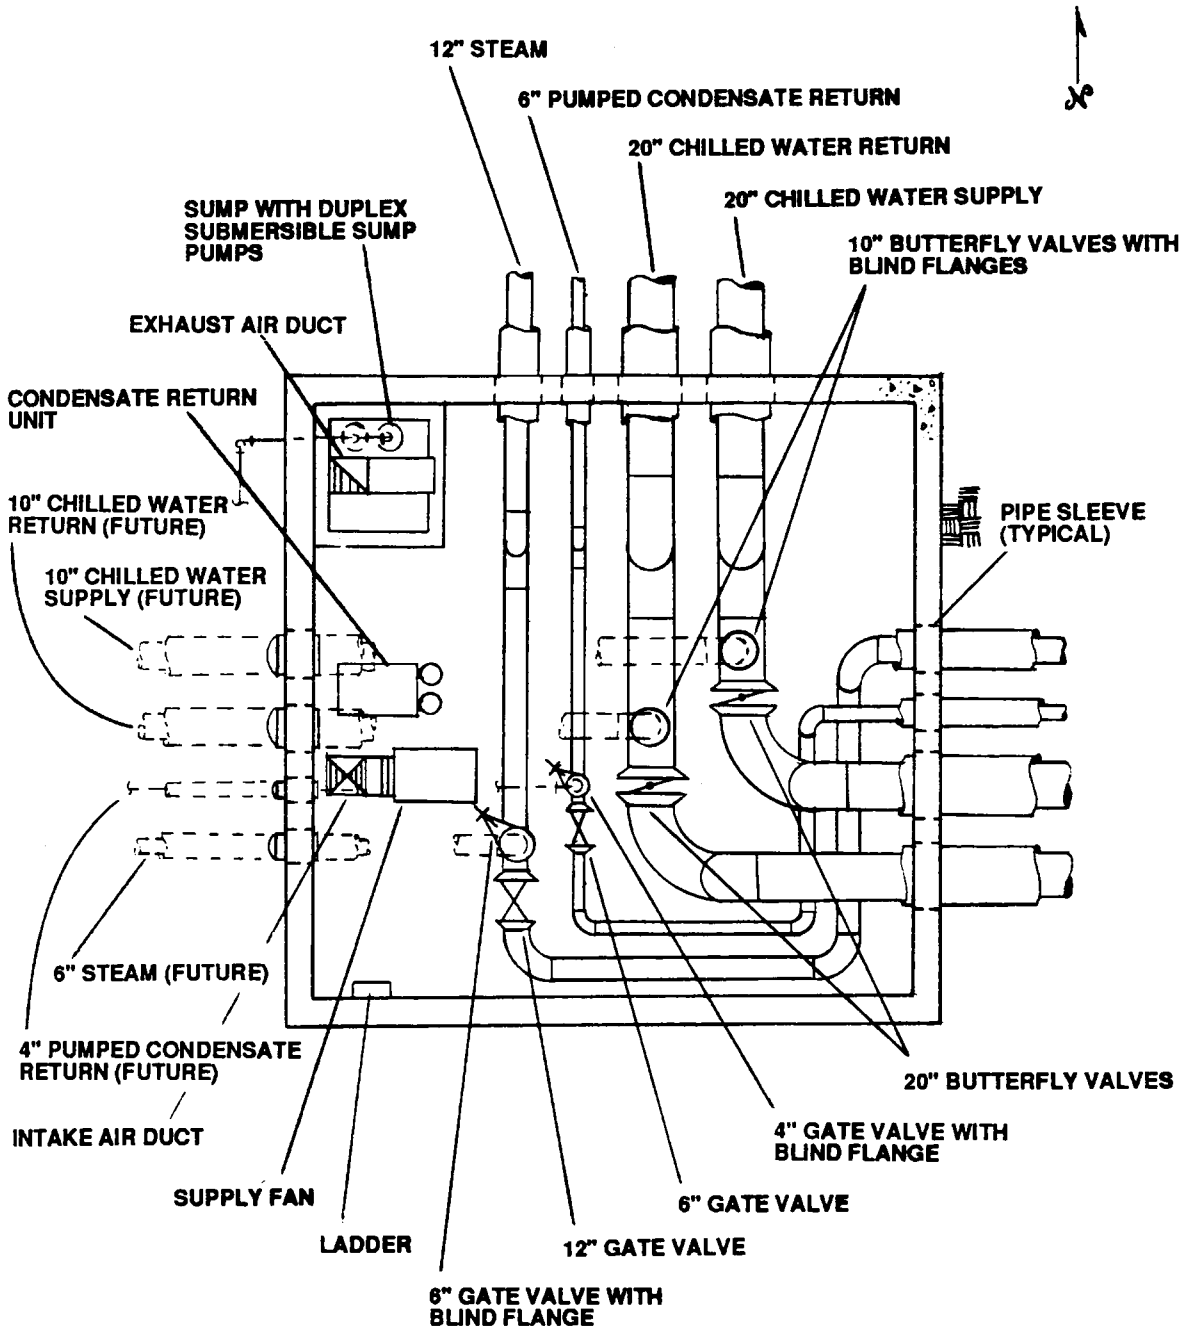 12" STEAM
6" PUMPED CONDENSATE RETURN
N
20" CHILLED WATER RETURN
20" CHILLED WATER SUPPLY
SUMP WITH DUPLEX
SUBMERSIBLE SUMP
PUMPS
10" BUTTERFLY VALVES WITH
BLIND FLANGES
EXHAUST AIR DUCT
CONDENSATE RETURN
UNIT
10" CHILLED WATER
RETURN (FUTURE)
PIPE SLEEVE
(TYPICAL)
10" CHILLED WATER
SUPPLY (FUTURE)
6" STEAM (FUTURE)
4" PUMPED CONDENSATE
RETURN (FUTURE)
20" BUTTERFLY VALVES
INTAKE AIR DUCT
4" GATE VALVE WITH
BLIND FLANGE
SUPPLY FAN
6" GATE VALVE
LADDER
12" GATE VALVE
6" GATE VALVE WITH
BLIND FLANGE